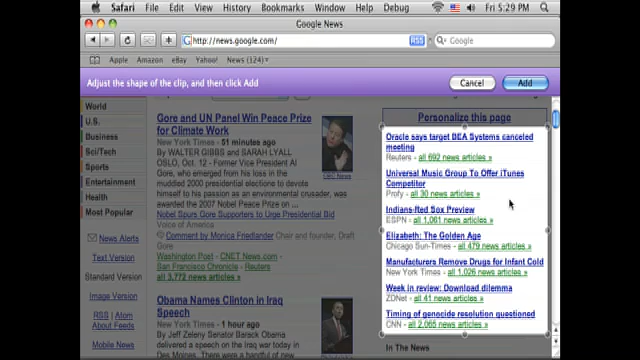 Safari File Edit View History Bookmarks Develop Window Help Debug Fri 5:29 PM
Google News
http://news.google.com/ RSS Google
Apple Amazon eBay Yahoo! News (124)
Adjust the shape of the clip, and then click Add Cancel Add
World
U.S.
Business
Sci/Tech
Sports
Entertainment
Health
Most Popular
News Alerts
Text Version
Standard Version
Image Version
RSS | Atom
About Feeds
Mobile News
Gore and UN Panel Win Peace Prize
for Climate Work
New York Times - 51 minutes ago
By WALTER GIBBS and SARAH LYALL
OSLO, Oct. 12 - Former Vice President Al
Gore, who emerged from his loss in the
muddled 2000 presidential elections to devote
himself to his passion as an environmental crusader, was
awarded the 2007 Nobel Peace Prize on
Nobel Spurs Gore Supporters to Urge Presidential Bid
Voice of America
Comment by Monica Friedlander Chair and founder, Draft
Gore
Washington Post - CNET News.com -
San Francisco Chronicle - Reuters
all 3,772 news articles »
Obama Names Clinton in Iraq
Speech
New York Times - 1 hour ago
By Jeff Zeleny Senator Barack Obama
delivered a speech on the Iraq war today in
Des Moines. There were a handful of new
Personalize this page
Oracle says target BEA Systems canceled
meeting
Reuters - all 692 news articles »
Universal Music Group To Offer iTunes
Competitor
Profy - all 30 news articles »
Indians-Red Sox Preview
ESPN - all 1,061 news articles »
Elizabeth: The Golden Age
Chicago Sun-Times - all 479 news articles »
Manufacturers Remove Drugs for Infant Cold
New York Times - all 1,026 news articles »
Week in review: Download dilemma
ZDNet - all 41 news articles »
Timing of genocide resolution questioned
CNN - all 2,065 news articles »
In The News